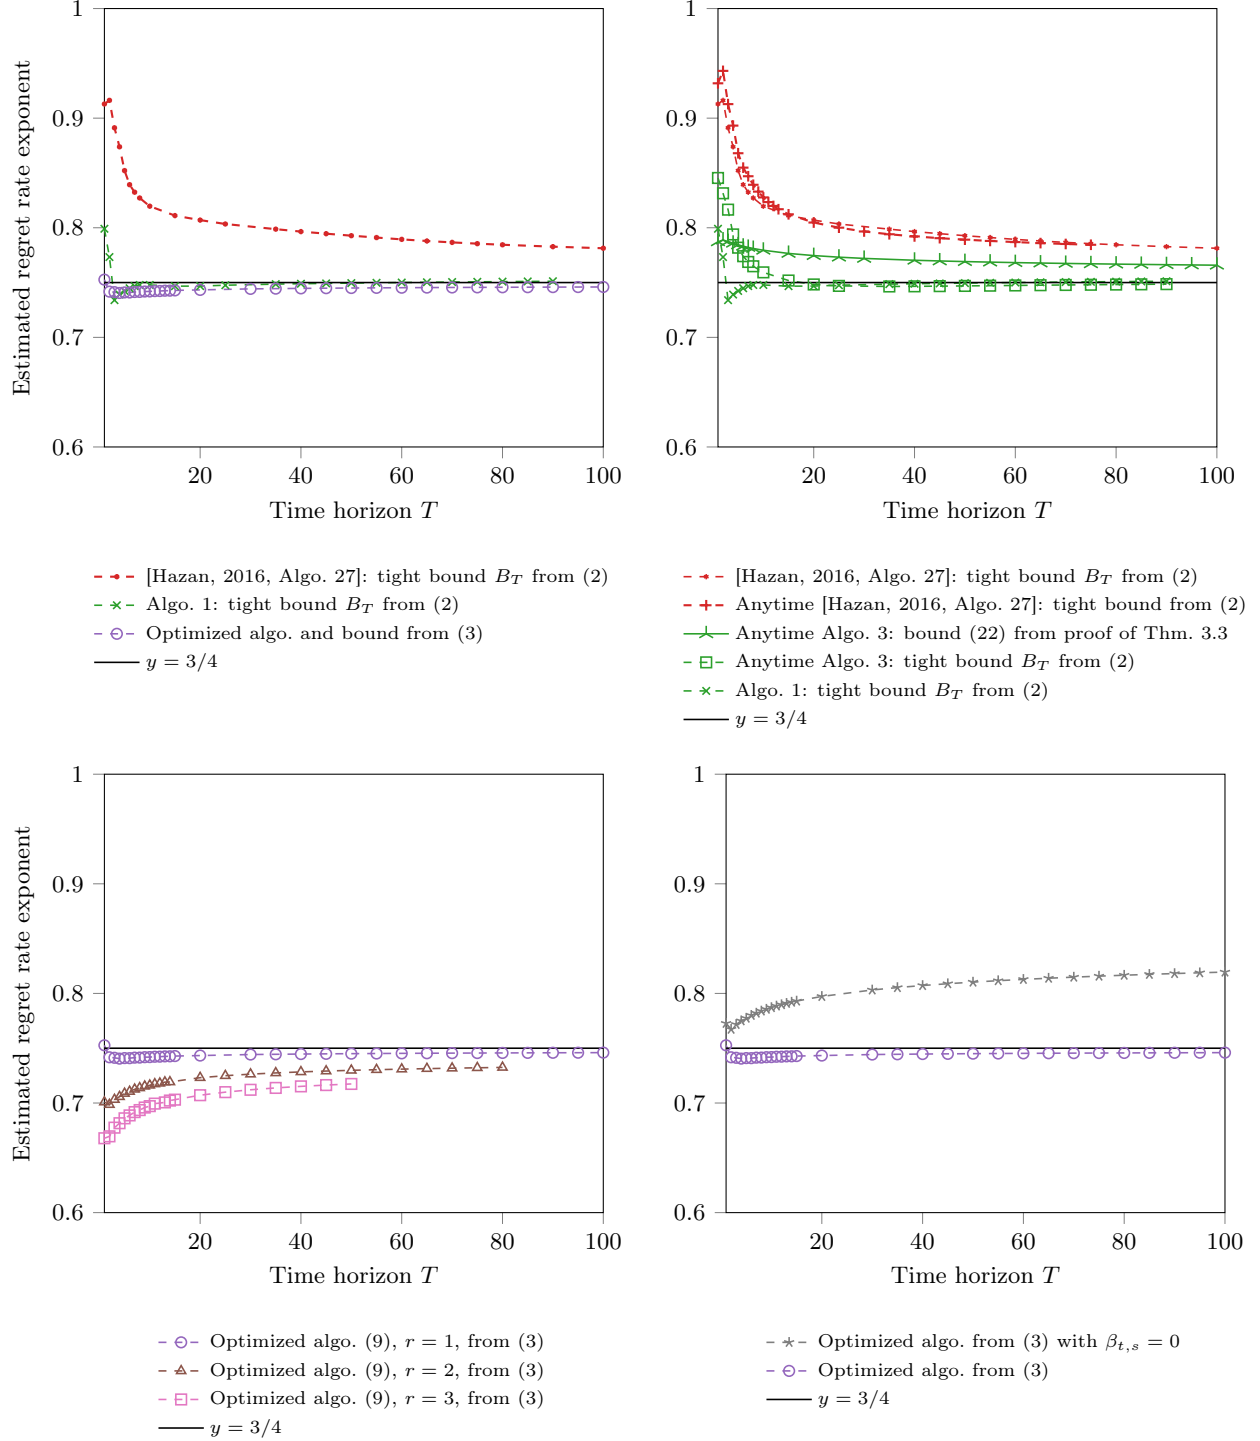 1
0.9
0.8
0.7
0.6
20
40
60
80
100
Estimated regret rate exponent
Time horizon T
[Hazan, 2016, Algo. 27]: tight bound B_T from (2)
Algo. 1: tight bound B_T from (2)
Optimized algo. and bound from (3)
y = 3/4
1
0.9
0.8
0.7
0.6
20
40
60
80
100
Time horizon T
[Hazan, 2016, Algo. 27]: tight bound B_T from (2)
Anytime [Hazan, 2016, Algo. 27]: tight bound from (2)
Anytime Algo. 3: bound (22) from proof of Thm. 3.3
Anytime Algo. 3: tight bound B_T from (2)
Algo. 1: tight bound B_T from (2)
y = 3/4
1
0.9
0.8
0.7
0.6
20
40
60
80
100
Estimated regret rate exponent
Time horizon T
Optimized algo. (9), r = 1, from (3)
Optimized algo. (9), r = 2, from (3)
Optimized algo. (9), r = 3, from (3)
y = 3/4
1
0.9
0.8
0.7
0.6
20
40
60
80
100
Time horizon T
Optimized algo. from (3) with β_{t,s} = 0
Optimized algo. from (3)
y = 3/4